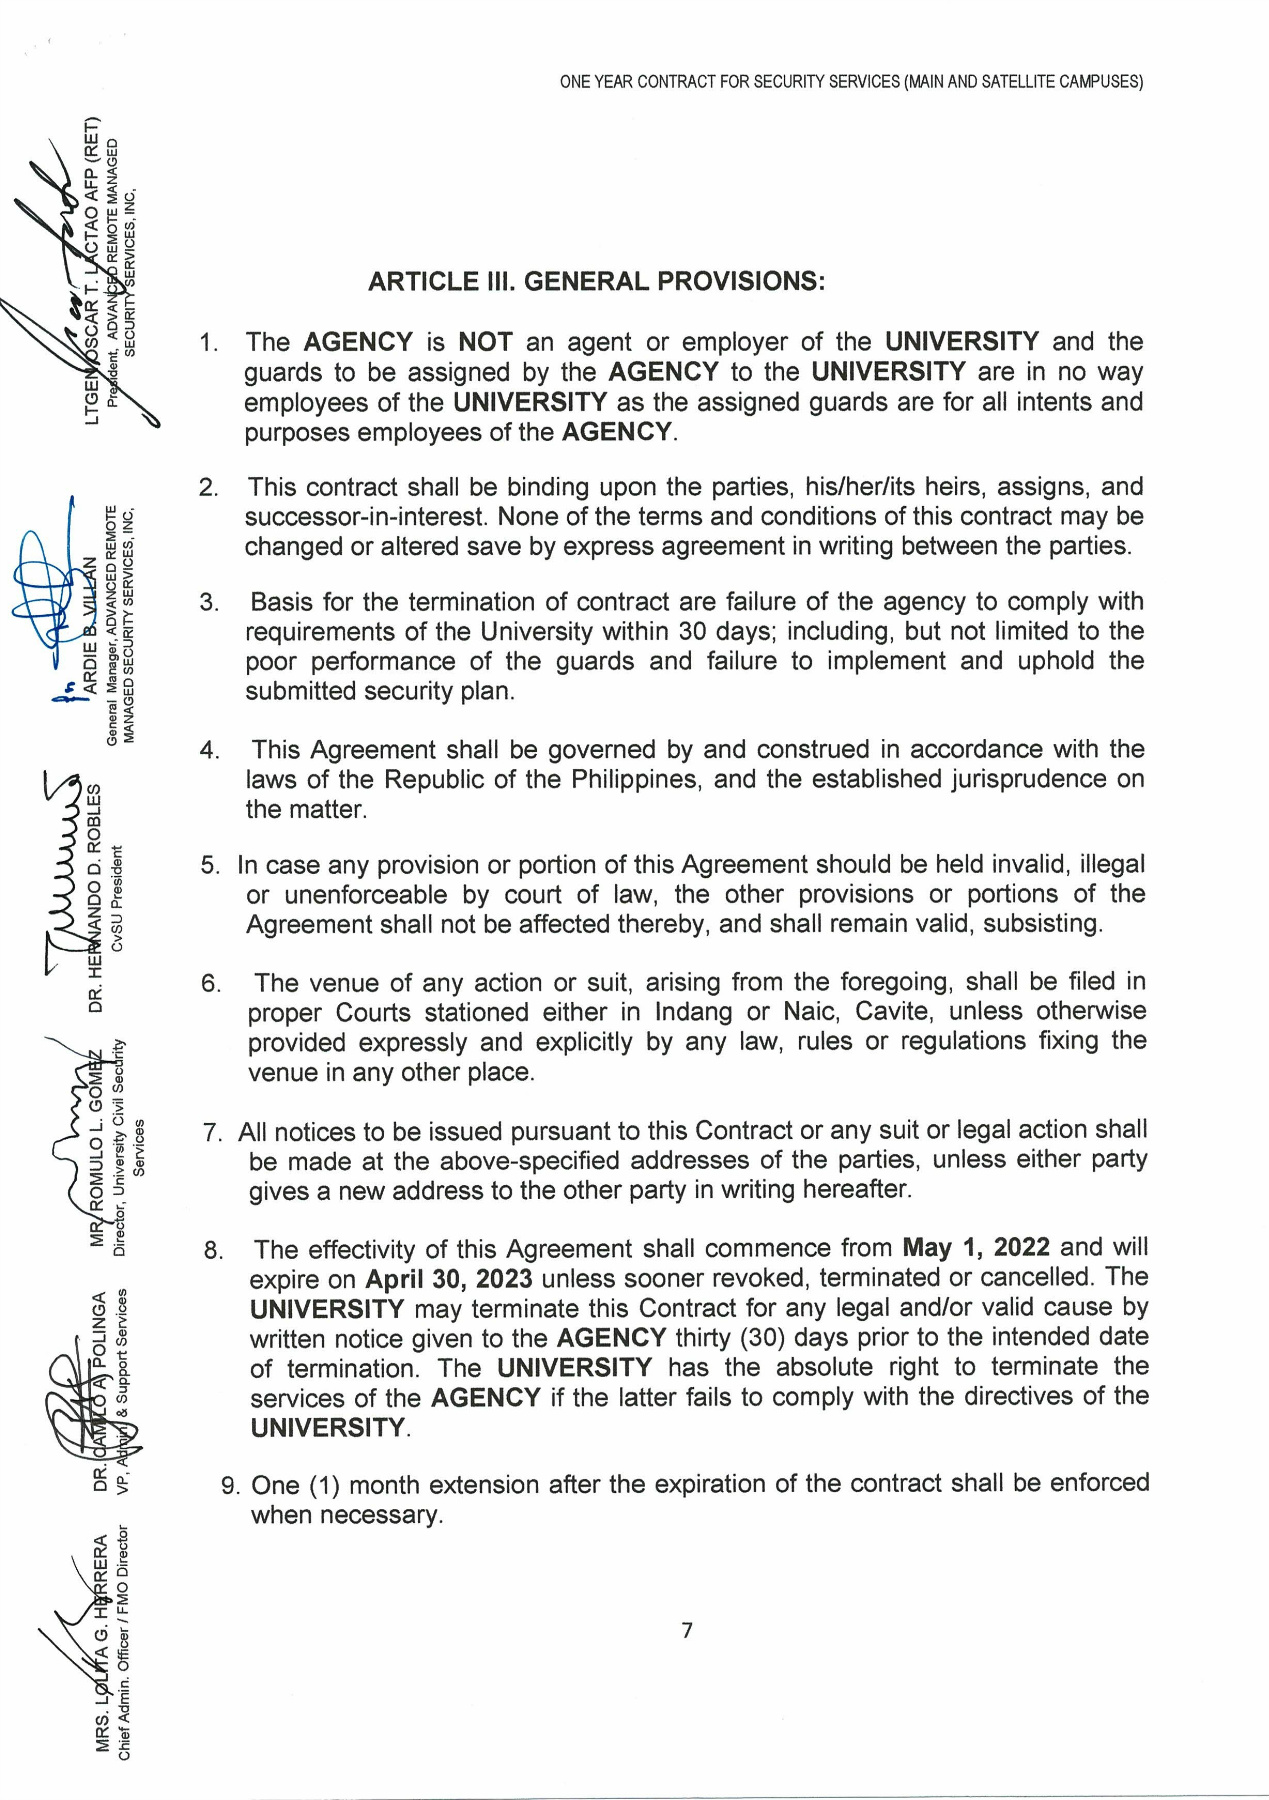 ONE YEAR CONTRACT FOR SECURITY SERVICES (MAIN AND SATELLITE CAMPUSES)
ARTICLE III. GENERAL PROVISIONS:
1. The AGENCY is NOT an agent or employer of the UNIVERSITY and the
guards to be assigned by the AGENCY to the UNIVERSITY are in no way
employees of the UNIVERSITY as the assigned guards are for all intents and
purposes employees of the AGENCY.
2. This contract shall be binding upon the parties, his/her/its heirs, assigns, and
successor-in-interest. None of the terms and conditions of this contract may be
changed or altered save by express agreement in writing between the parties.
3. Basis for the termination of contract are failure of the agency to comply with
requirements of the University within 30 days; including, but not limited to the
poor performance of the guards and failure to implement and uphold the
submitted security plan.
4. This Agreement shall be governed by and construed in accordance with the
laws of the Republic of the Philippines, and the established jurisprudence on
the matter.
5. In case any provision or portion of this Agreement should be held invalid, illegal
or unenforceable by court of law, the other provisions or portions of the
Agreement shall not be affected thereby, and shall remain valid, subsisting.
6. The venue of any action or suit, arising from the foregoing, shall be filed in
proper Courts stationed either in Indang or Naic, Cavite, unless otherwise
provided expressly and explicitly by any law, rules or regulations fixing the
venue in any other place.
7. All notices to be issued pursuant to this Contract or any suit or legal action shall
be made at the above-specified addresses of the parties, unless either party
gives a new address to the other party in writing hereafter.
8. The effectivity of this Agreement shall commence from May 1, 2022 and will
expire on April 30, 2023 unless sooner revoked, terminated or cancelled. The
UNIVERSITY may terminate this Contract for any legal and/or valid cause by
written notice given to the AGENCY thirty (30) days prior to the intended date
of termination. The UNIVERSITY has the absolute right to terminate the
services of the AGENCY if the latter fails to comply with the directives of the
UNIVERSITY.
9. One (1) month extension after the expiration of the contract shall be enforced
when necessary.
7
LTGEN OSCAR T. LACTAO AFP (RET)
President, ADVANCED REMOTE MANAGED
SECURITY SERVICES, INC,
ARDIE B. VILLAN
General Manager, ADVANCED REMOTE
MANAGED SECURITY SERVICES, INC,
DR. HERNANDO D. ROBLES
CvSU President
MR. ROMULO L. GOMEZ
Director, University Civil Security
Services
DR. CAMILO A. POLINGA
VP, Admin & Support Services
MRS. LOLITA G. HERRERA
Chief Admin. Officer / FMO Director